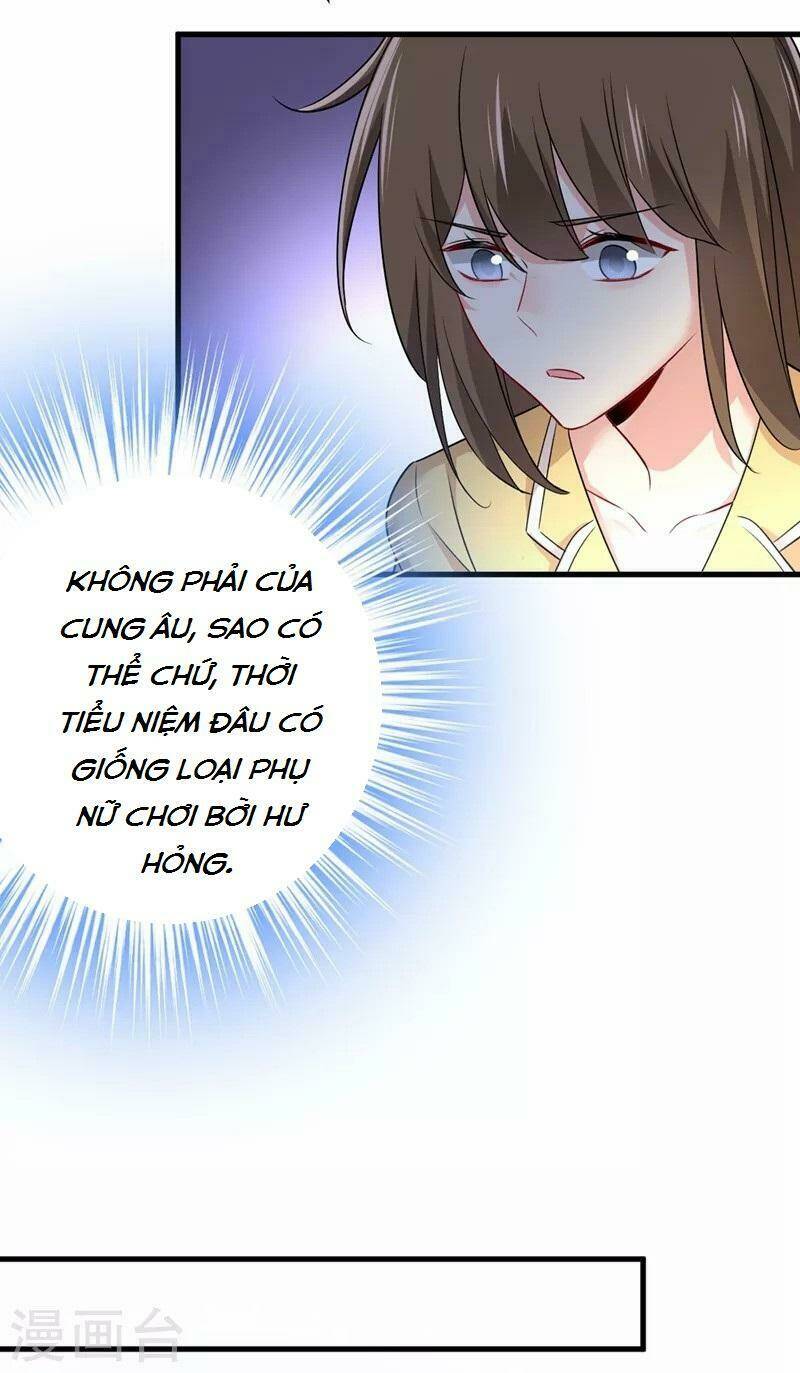 KHÔNG PHẢI CỦA
CUNG ÂU, SAO CÓ
THỂ CHỨ, THỜI
TIỂU NIỆM ĐÂU CÓ
GIỐNG LOẠI PHỤ
NỮ CHƠI BỜI HƯ
HỎNG.
漫画台